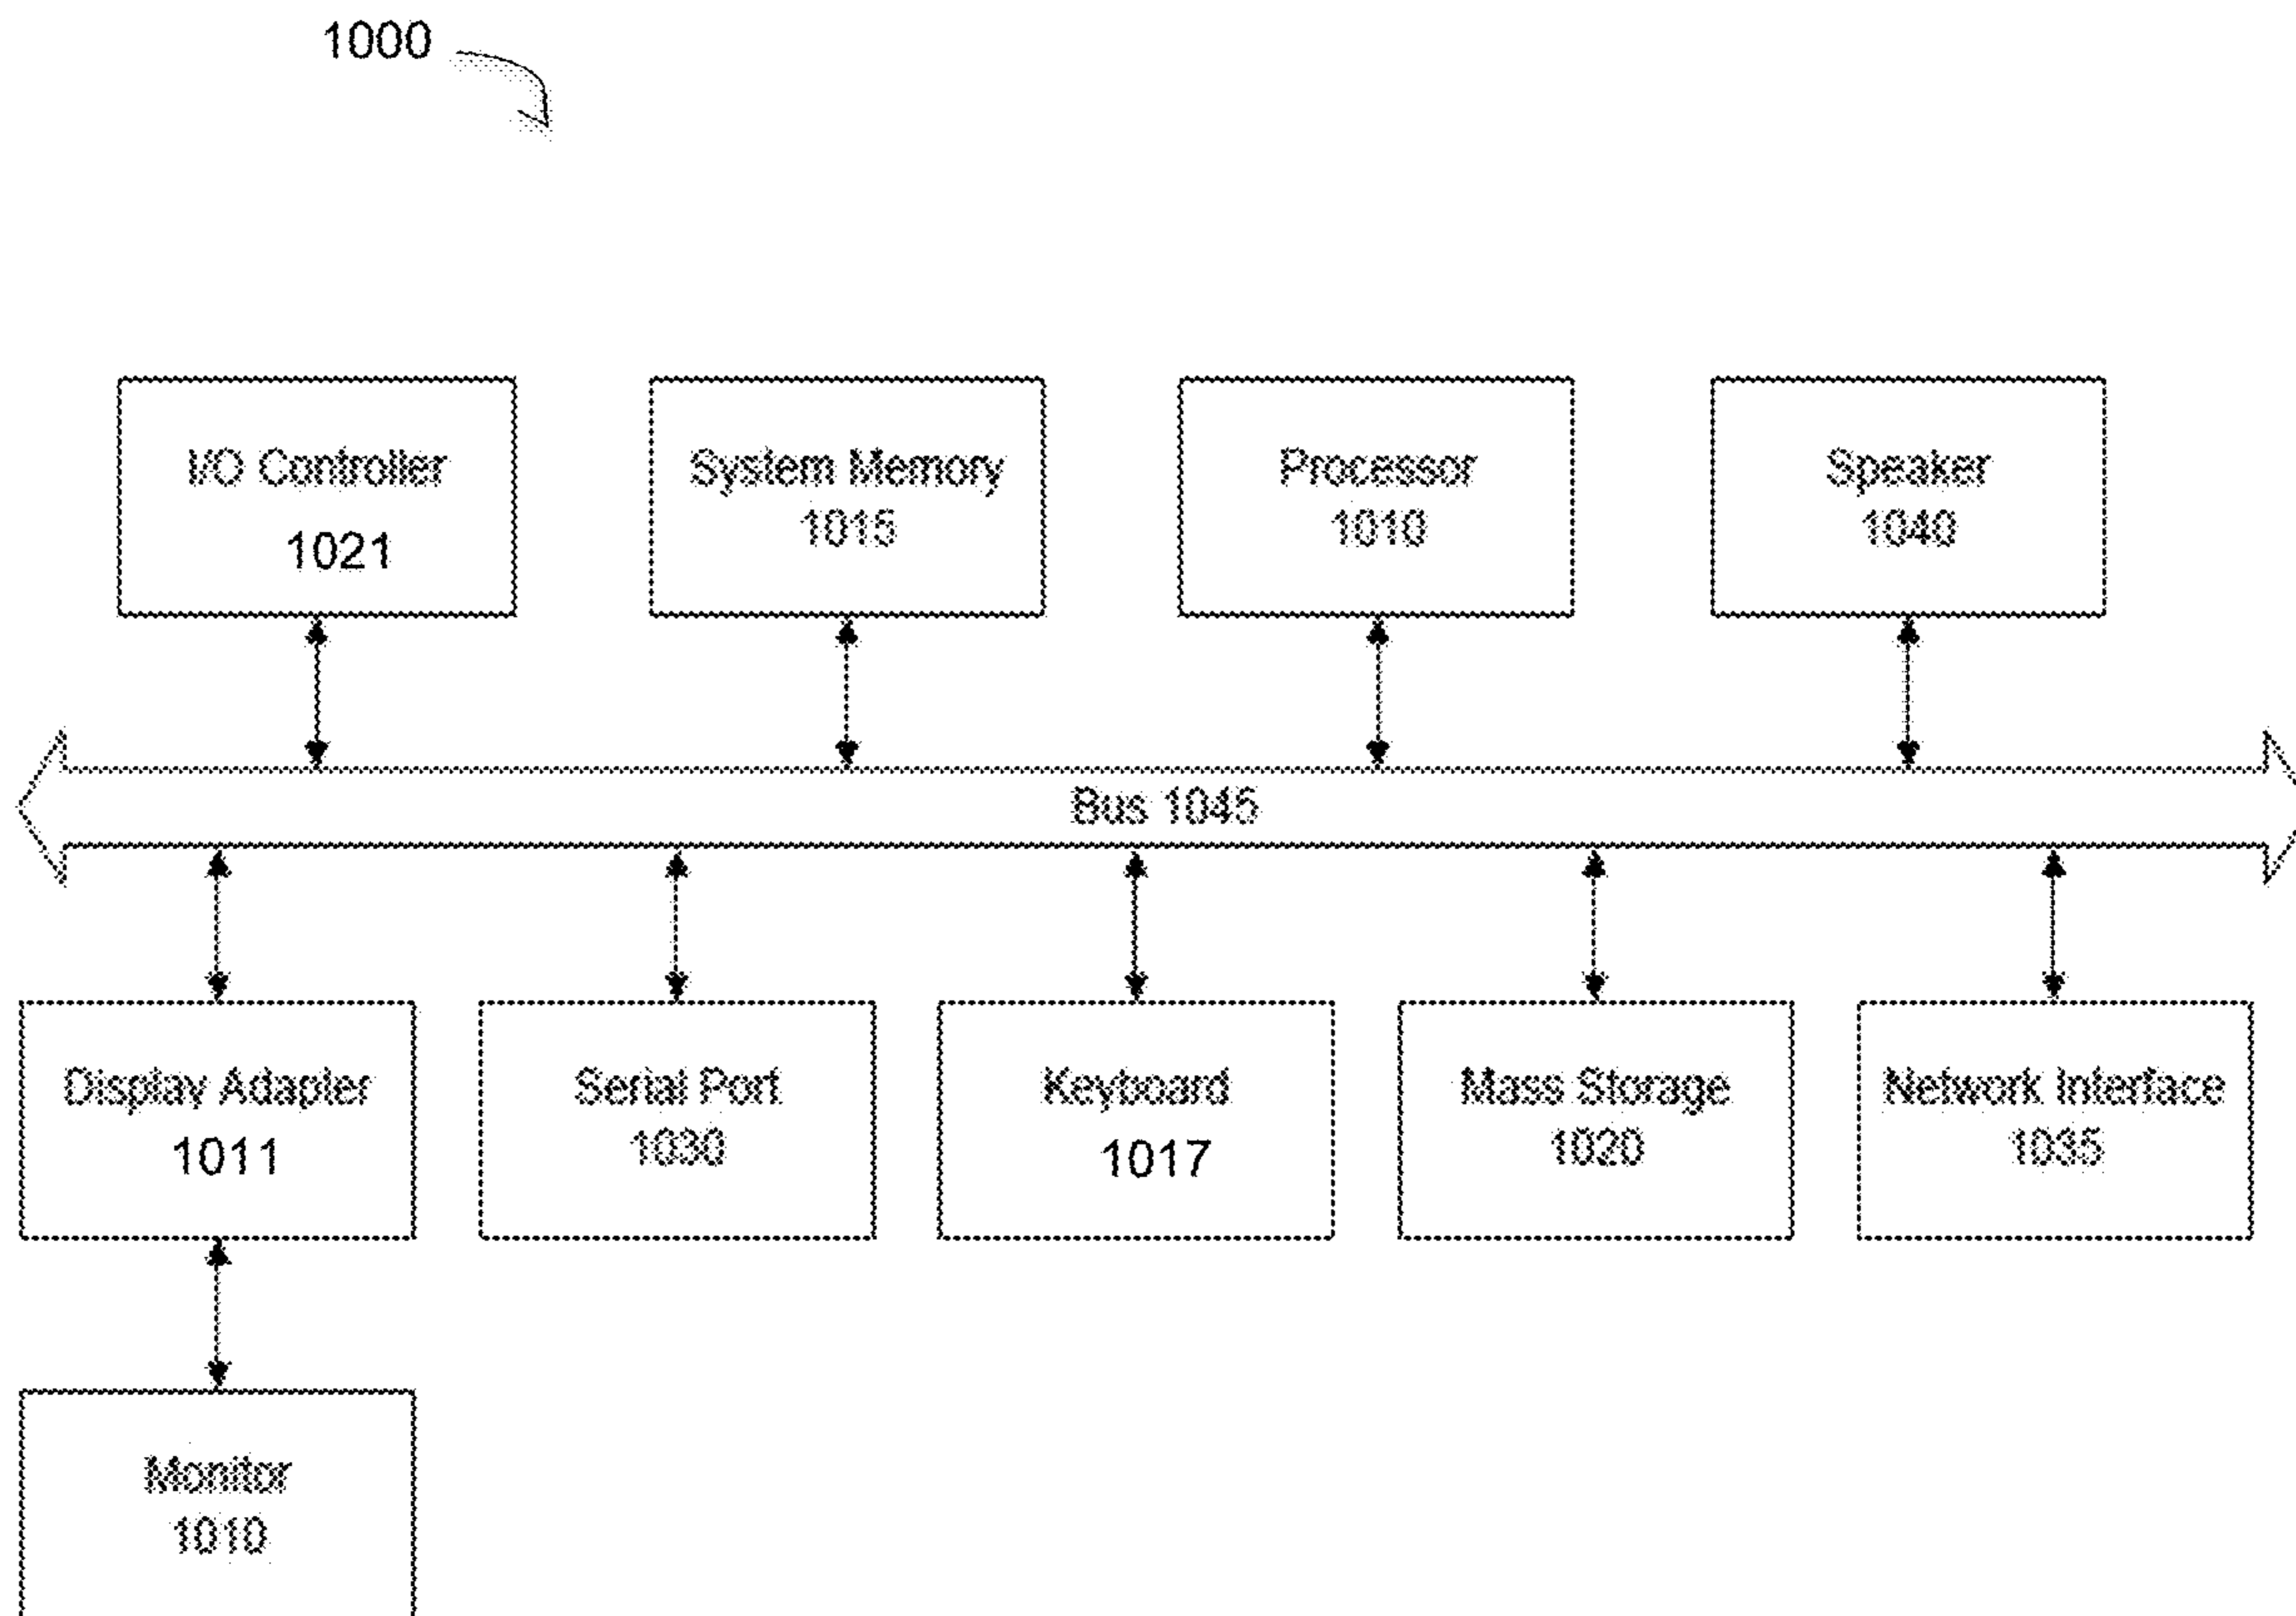 1000
I/O Controller
1021
System Memory
1015
Processor
1010
Speaker
1040
Bus 1045
Display Adapter
1011
Serial Port
1030
Keyboard
1017
Mass Storage
1020
Network Interface
1035
Monitor
1010